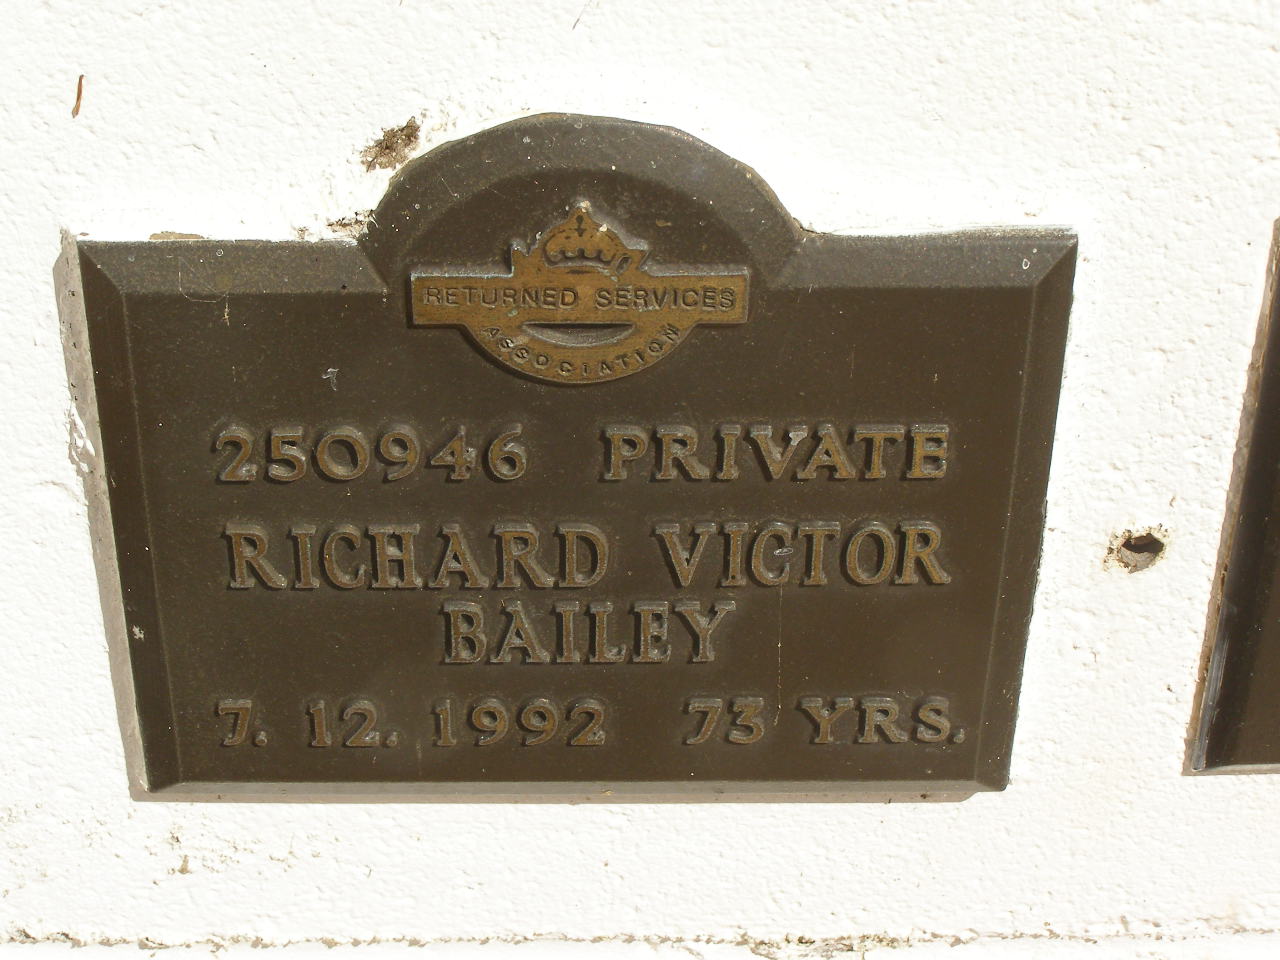 RETURNED SERVICES
ASSOCIATION
250946 PRIVATE
RICHARD VICTOR
BAILEY
7. 12. 1992 73 YRS.